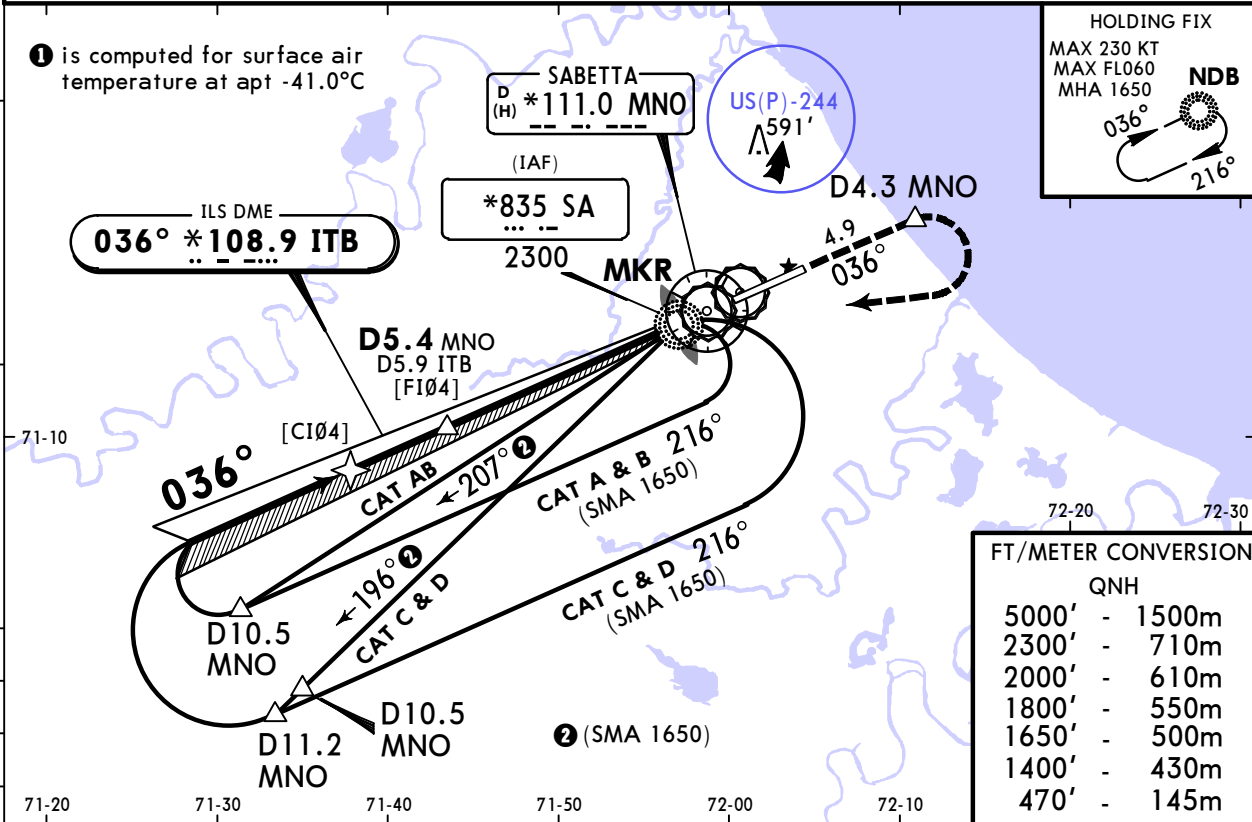 ❶ is computed for surface air
temperature at apt -41.0°C
SABETTA
D
(H) *111.0 MNO
US(P)-244
591'
HOLDING FIX
MAX 230 KT
MAX FL060
MHA 1650
NDB
036°
216°
(IAF)
*835 SA
2300
MKR
D4.3 MNO
4.9
036°
ILS DME
036° *108.9 ITB
D5.4 MNO
D5.9 ITB
[FIØ4]
[CIØ4]
036°
CAT AB
207° ❷
CAT A & B 216°
(SMA 1650)
196° ❷
CAT C & D
CAT C & D 216°
(SMA 1650)
D10.5
MNO
D10.5
MNO
D11.2
MNO
❷ (SMA 1650)
71-10
72-20
72-30
71-20
71-30
71-40
71-50
72-00
72-10
FT/METER CONVERSION
QNH
5000' - 1500m
2300' - 710m
2000' - 610m
1800' - 550m
1650' - 500m
1400' - 430m
470' - 145m